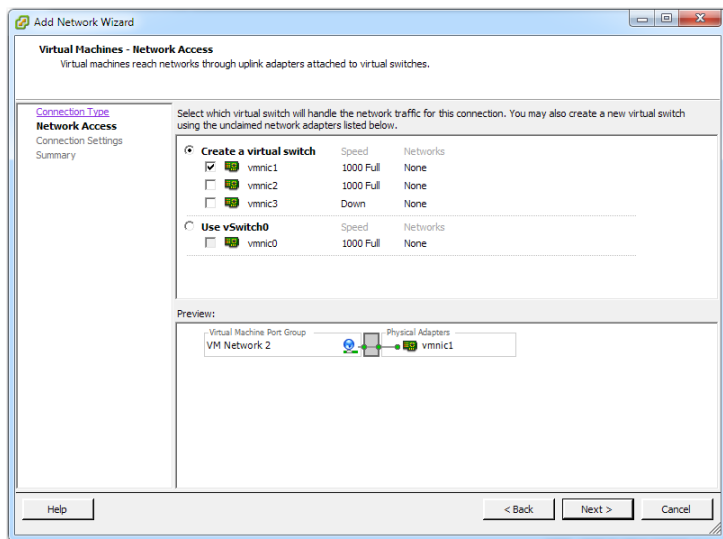 Add Network Wizard
Virtual Machines - Network Access
Virtual machines reach networks through uplink adapters attached to virtual switches.
Connection Type
Network Access
Connection Settings
Summary
Select which virtual switch will handle the network traffic for this connection. You may also create a new virtual switch
using the unclaimed network adapters listed below.
Create a virtual switch Speed Networks
vmnic1 1000 Full None
vmnic2 1000 Full None
vmnic3 Down None
Use vSwitch0 Speed Networks
vmnic0 1000 Full None
Preview:
Virtual Machine Port Group Physical Adapters
VM Network 2 vmnic1
Help < Back Next > Cancel